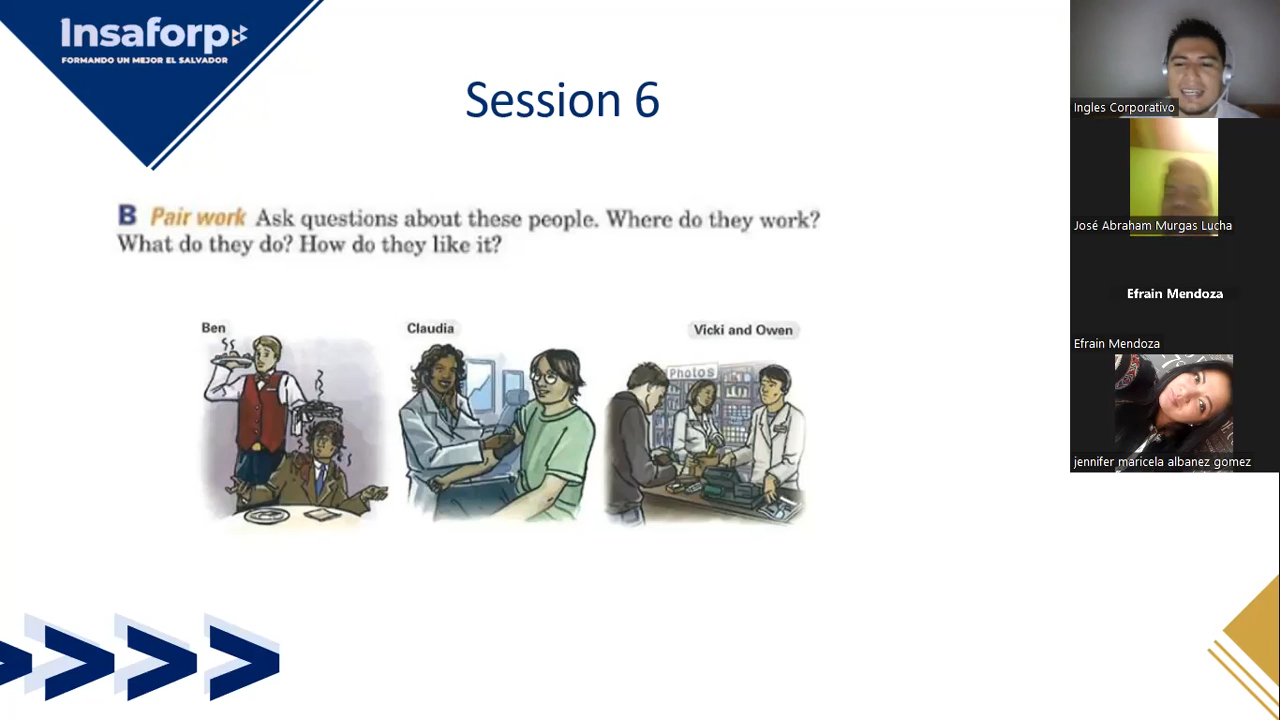 Insaforp
FORMANDO UN MEJOR EL SALVADOR
Session 6
B Pair work Ask questions about these people. Where do they work?
What do they do? How do they like it?
Ben
Claudia
Vicki and Owen
Photos
Ingles Corporativo
José Abraham Murgas Lucha
Efrain Mendoza
Efrain Mendoza
jennifer maricela albanez gomez